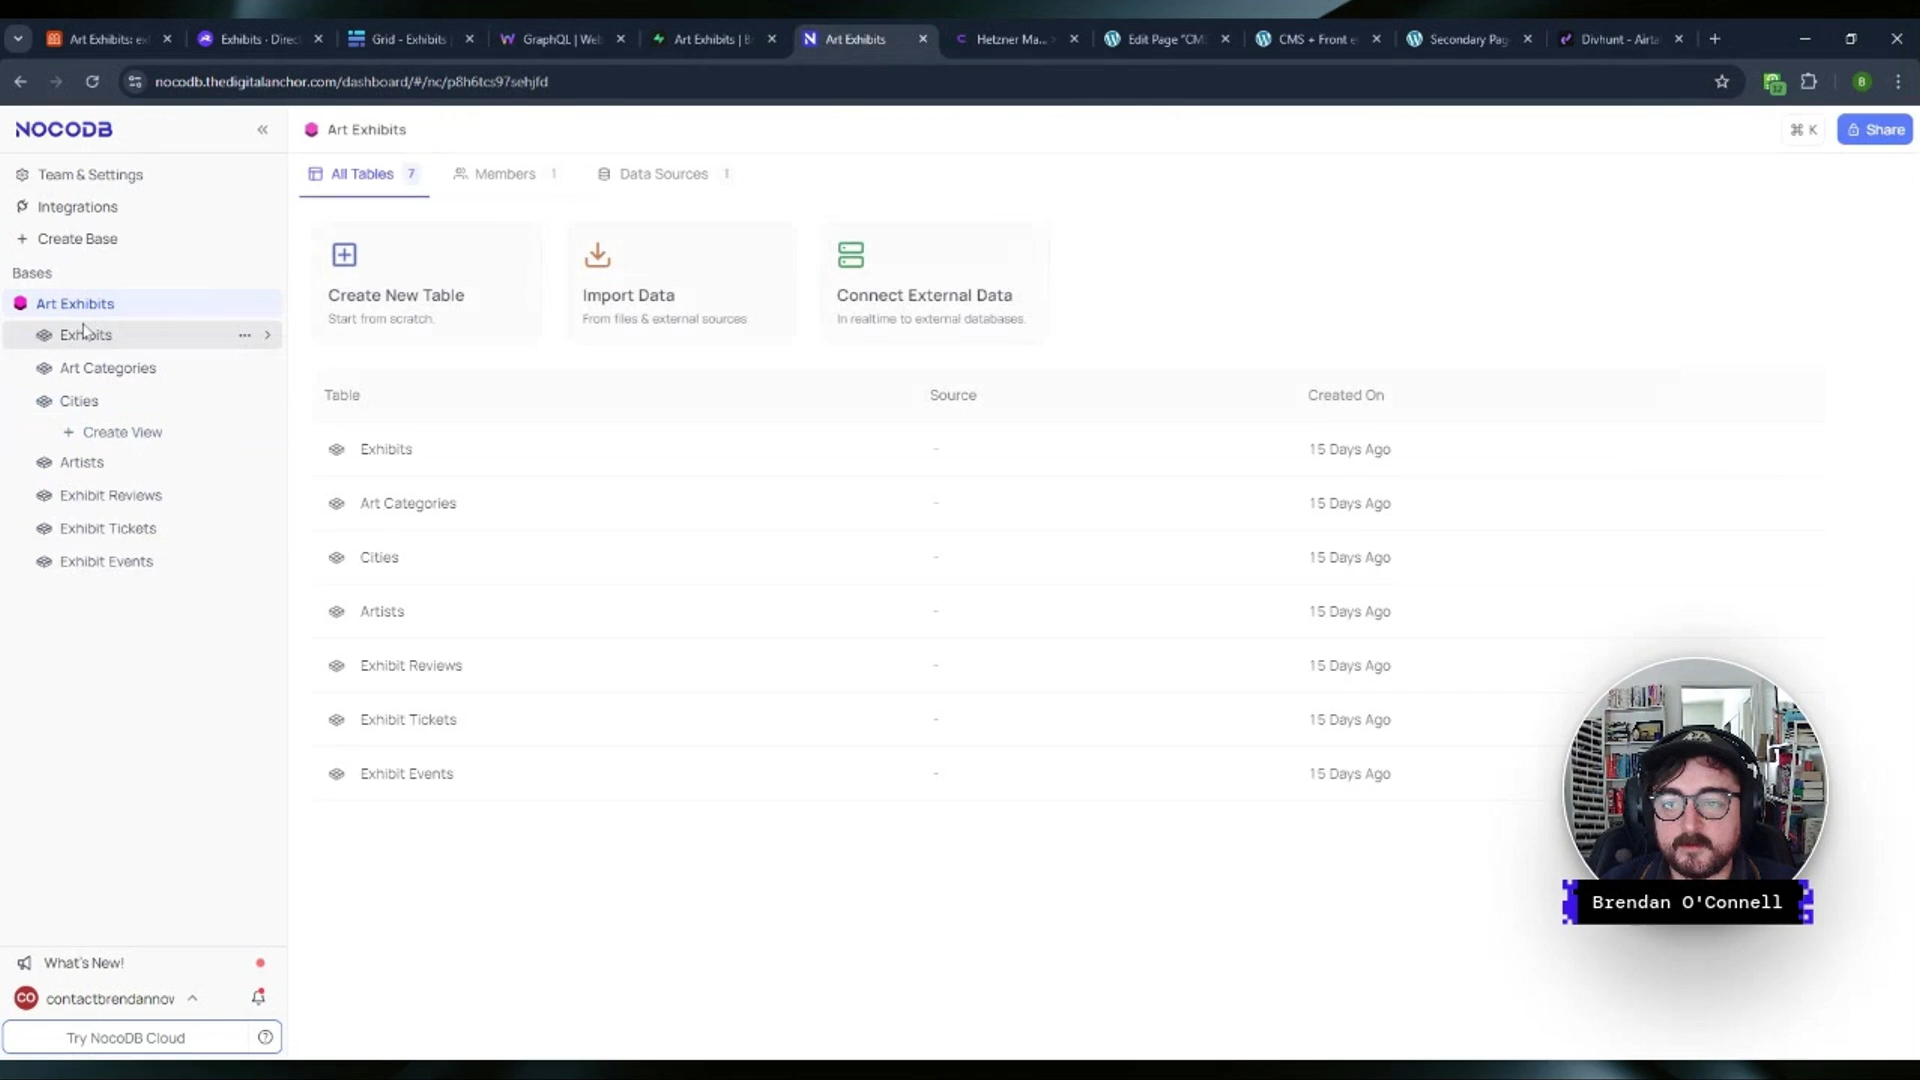 Art Exhibits: ex
Exhibits · Direc
Grid - Exhibits
GraphQL | Web
Art Exhibits | B
Art Exhibits
Hetzner Ma...
Edit Page "CM
CMS + Front e
Secondary Pag
Divhunt - Airta
nocodb.thedigitalanchor.com/dashboard/#/nc/p8h6tcs97sehjfd
B
NOCODB
Art Exhibits
⌘ K
Share
Team & Settings
Integrations
Create Base
Bases
Art Exhibits
Exhibits
Art Categories
Cities
+ Create View
Artists
Exhibit Reviews
Exhibit Tickets
Exhibit Events
All Tables 7
Members 1
Data Sources 1
Create New Table
Start from scratch.
Import Data
From files & external sources
Connect External Data
In realtime to external databases.
Table Source Created On
Exhibits - 15 Days Ago
Art Categories - 15 Days Ago
Cities - 15 Days Ago
Artists - 15 Days Ago
Exhibit Reviews - 15 Days Ago
Exhibit Tickets - 15 Days Ago
Exhibit Events - 15 Days Ago
Brendan O'Connell
What's New!
CO contactbrendannov
Try NocoDB Cloud